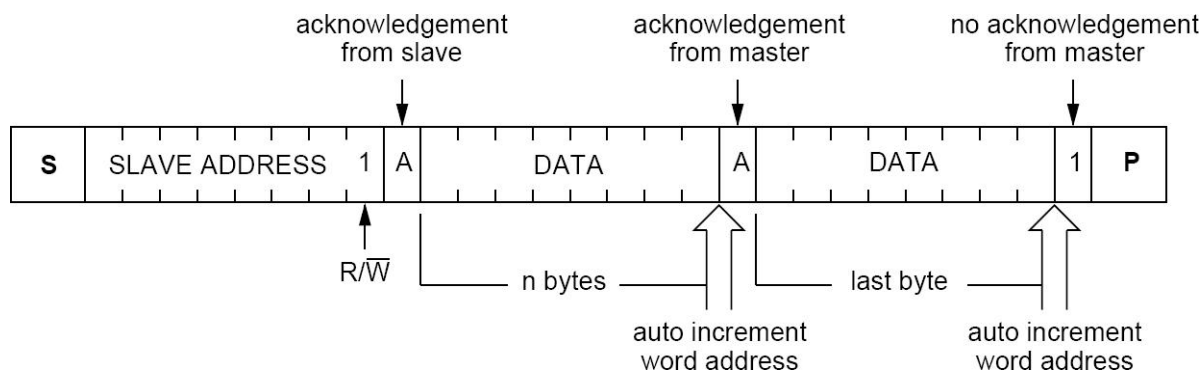 acknowledgement
from slave
acknowledgement
from master
no acknowledgement
from master
S SLAVE ADDRESS 1 A DATA A DATA 1 P
R/W̅
n bytes
last byte
auto increment
word address
auto increment
word address